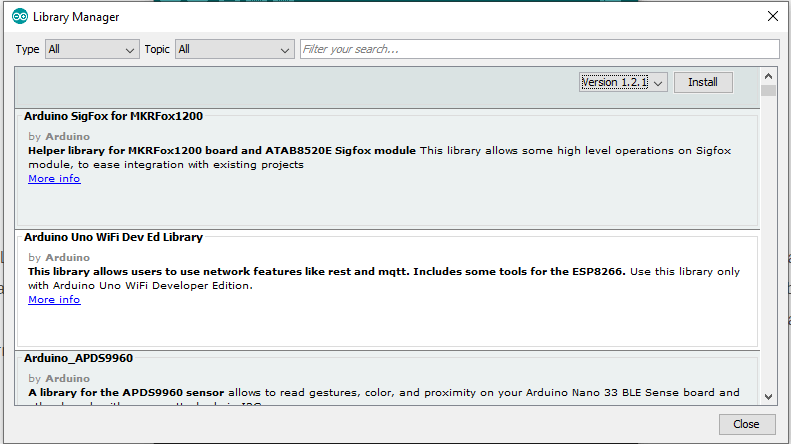 Library Manager
Type All Topic All Filter your search...
Version 1.2.1 Install
Arduino SigFox for MKRFox1200
by Arduino
Helper library for MKRFox1200 board and ATAB8520E Sigfox module This library allows some high level operations on Sigfox
module, to ease integration with existing projects
More info
Arduino Uno WiFi Dev Ed Library
by Arduino
This library allows users to use network features like rest and mqtt. Includes some tools for the ESP8266. Use this library only
with Arduino Uno WiFi Developer Edition.
More info
Arduino_APDS9960
by Arduino
A library for the APDS9960 sensor allows to read gestures, color, and proximity on your Arduino Nano 33 BLE Sense board and
Close